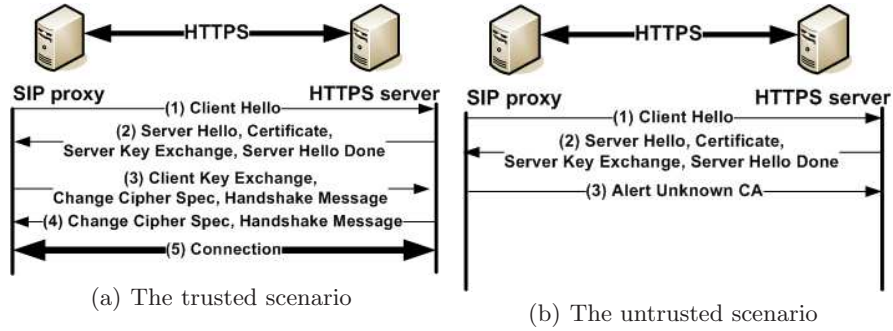 HTTPS
SIP proxy
HTTPS server
(1) Client Hello
(2) Server Hello, Certificate,
Server Key Exchange, Server Hello Done
(3) Client Key Exchange,
Change Cipher Spec, Handshake Message
(4) Change Cipher Spec, Handshake Message
(5) Connection
(a) The trusted scenario
HTTPS
SIP proxy
HTTPS server
(1) Client Hello
(2) Server Hello, Certificate,
Server Key Exchange, Server Hello Done
(3) Alert Unknown CA
(b) The untrusted scenario